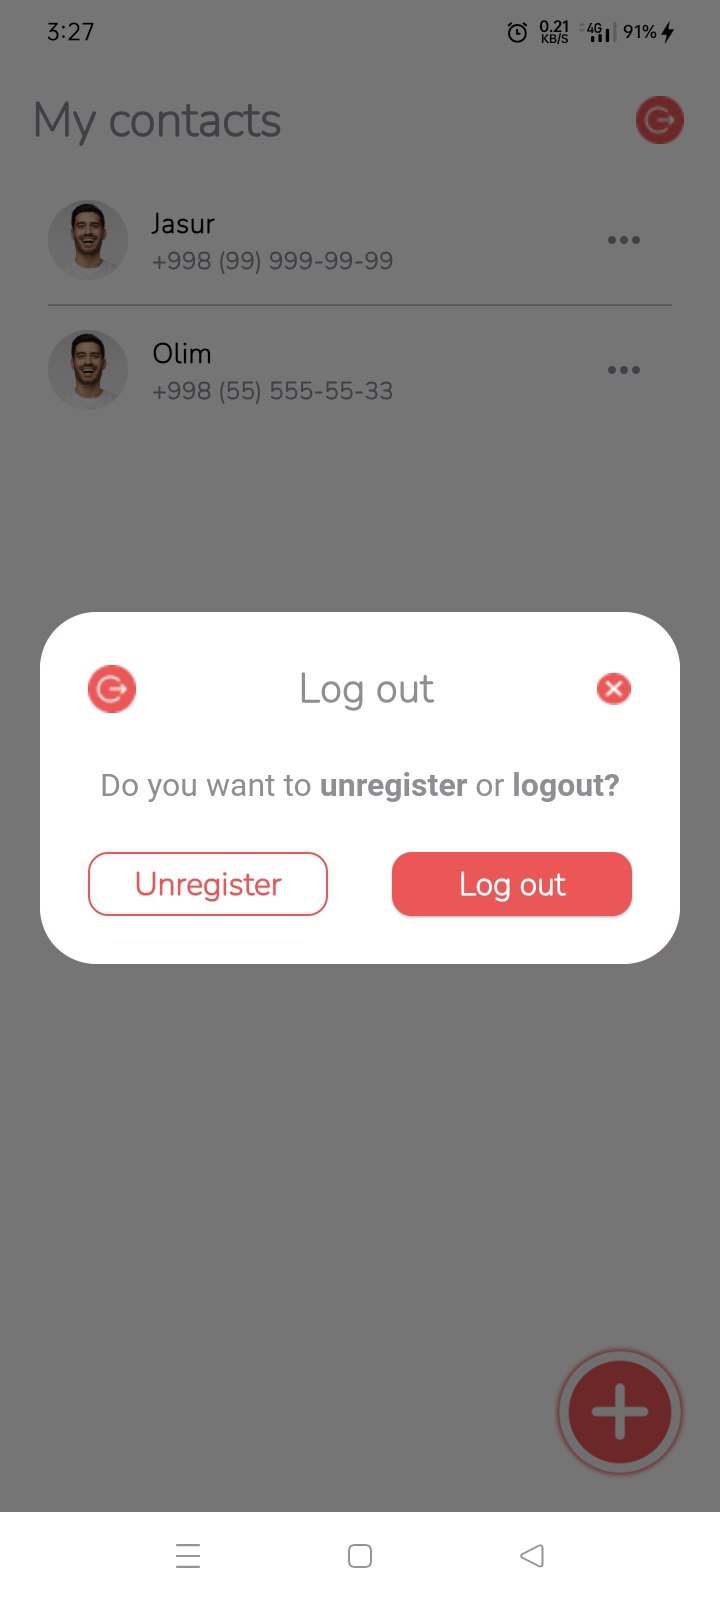 3:27
0.21 KB/S 4G 91%
My contacts
Jasur
+998 (99) 999-99-99
Olim
+998 (55) 555-55-33
Log out
Do you want to unregister or logout?
Unregister Log out